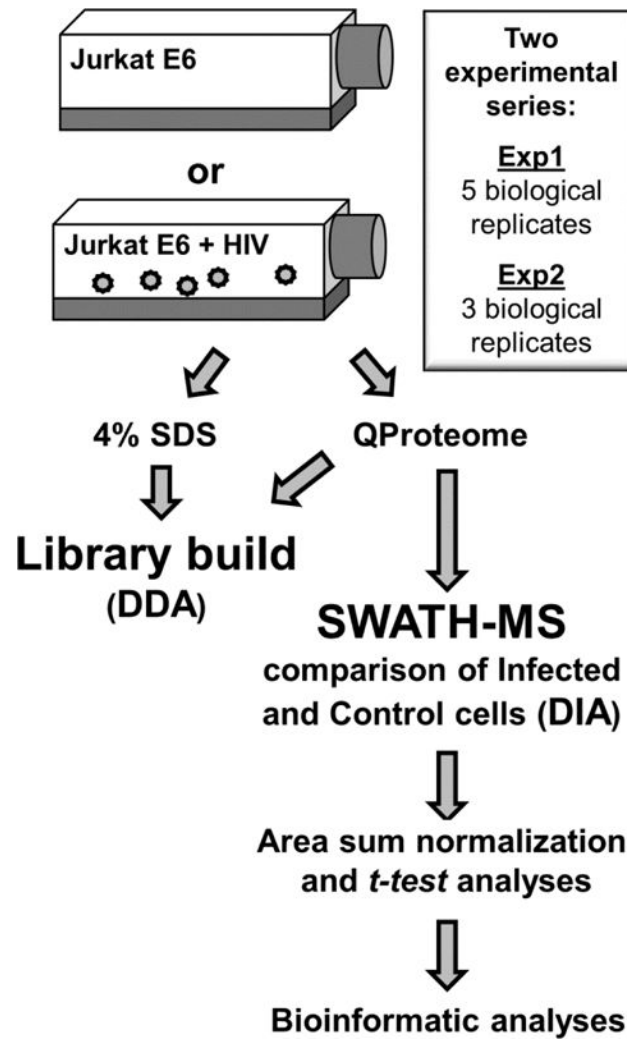 Jurkat E6
or
Jurkat E6 + HIV
Two
experimental
series:
Exp1
5 biological
replicates
Exp2
3 biological
replicates
4% SDS
QProteome
Library build
(DDA)
SWATH-MS
comparison of Infected
and Control cells (DIA)
Area sum normalization
and t-test analyses
Bioinformatic analyses